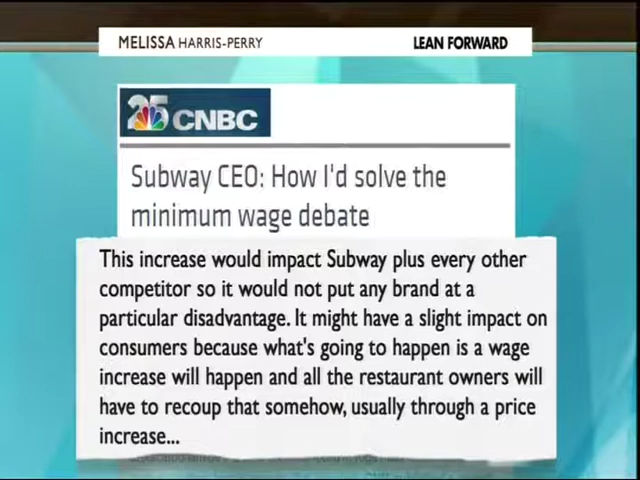 MELISSA HARRIS-PERRY LEAN FORWARD
25 CNBC
Subway CEO: How I'd solve the
minimum wage debate
This increase would impact Subway plus every other
competitor so it would not put any brand at a
particular disadvantage. It might have a slight impact on
consumers because what's going to happen is a wage
increase will happen and all the restaurant owners will
have to recoup that somehow, usually through a price
increase...